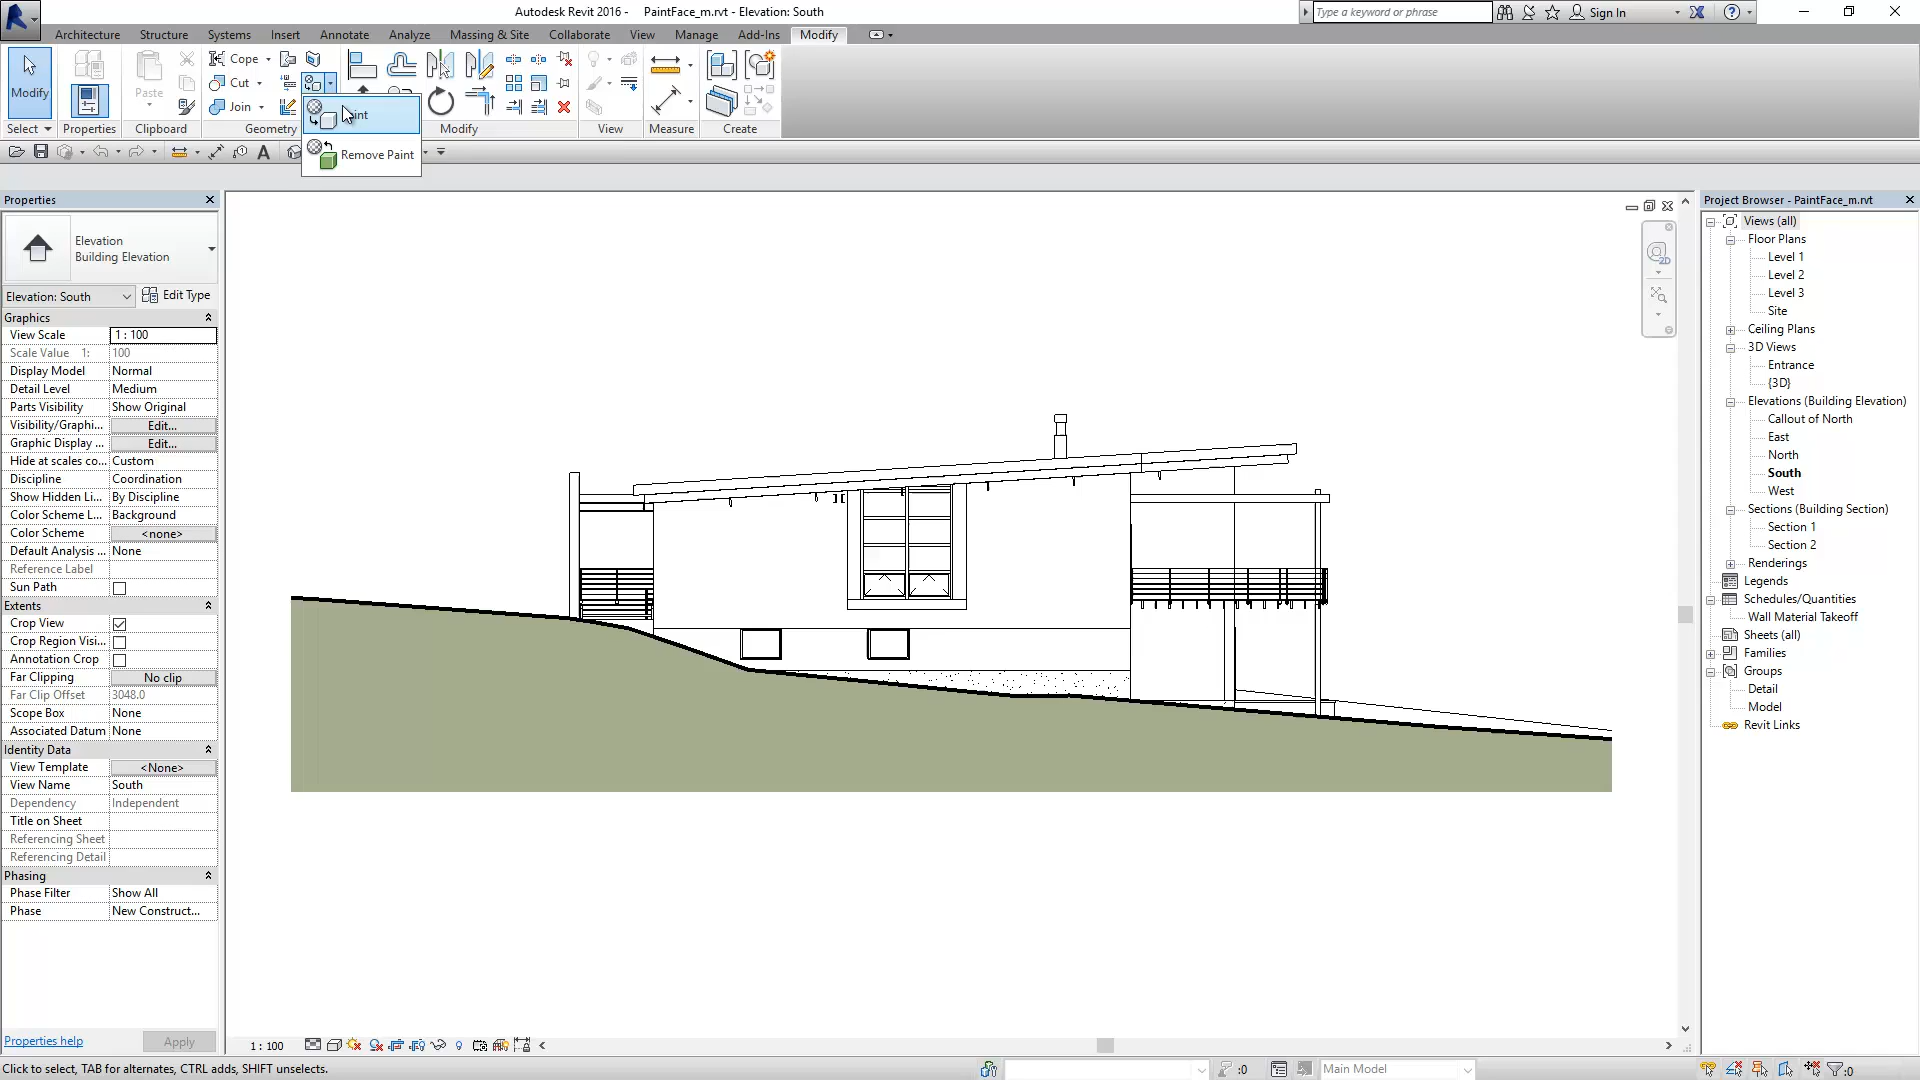 Autodesk Revit 2016 - PaintFace_m.rvt - Elevation: South
Type a keyword or phrase
Sign In
Architecture Structure Systems Insert Annotate Analyze Massing & Site Collaborate View Manage Add-Ins Modify
Modify
Paste
Cope
Cut
Join
Select Properties Clipboard Geometry Modify View Measure Create
Remove Paint
Properties
Elevation
Building Elevation
Elevation: South
Edit Type
Graphics
View Scale 1 : 100
Scale Value 1: 100
Display Model Normal
Detail Level Medium
Parts Visibility Show Original
Visibility/Graphi... Edit...
Graphic Display ... Edit...
Hide at scales co... Custom
Discipline Coordination
Show Hidden Li... By Discipline
Color Scheme L... Background
Color Scheme <none>
Default Analysis ... None
Reference Label
Sun Path
Extents
Crop View
Crop Region Visi...
Annotation Crop
Far Clipping No clip
Far Clip Offset 3048.0
Scope Box None
Associated Datum None
Identity Data
View Template <None>
View Name South
Dependency Independent
Title on Sheet
Referencing Sheet
Referencing Detail
Phasing
Phase Filter Show All
Phase New Construct...
Properties help
Apply
2D
1 : 100
Project Browser - PaintFace_m.rvt
Views (all)
Floor Plans
Level 1
Level 2
Level 3
Site
Ceiling Plans
3D Views
Entrance
{3D}
Elevations (Building Elevation)
Callout of North
East
North
South
West
Sections (Building Section)
Section 1
Section 2
Renderings
Legends
Schedules/Quantities
Wall Material Takeoff
Sheets (all)
Families
Groups
Detail
Model
Revit Links
Click to select, TAB for alternates, CTRL adds, SHIFT unselects.
:0
Main Model
:0